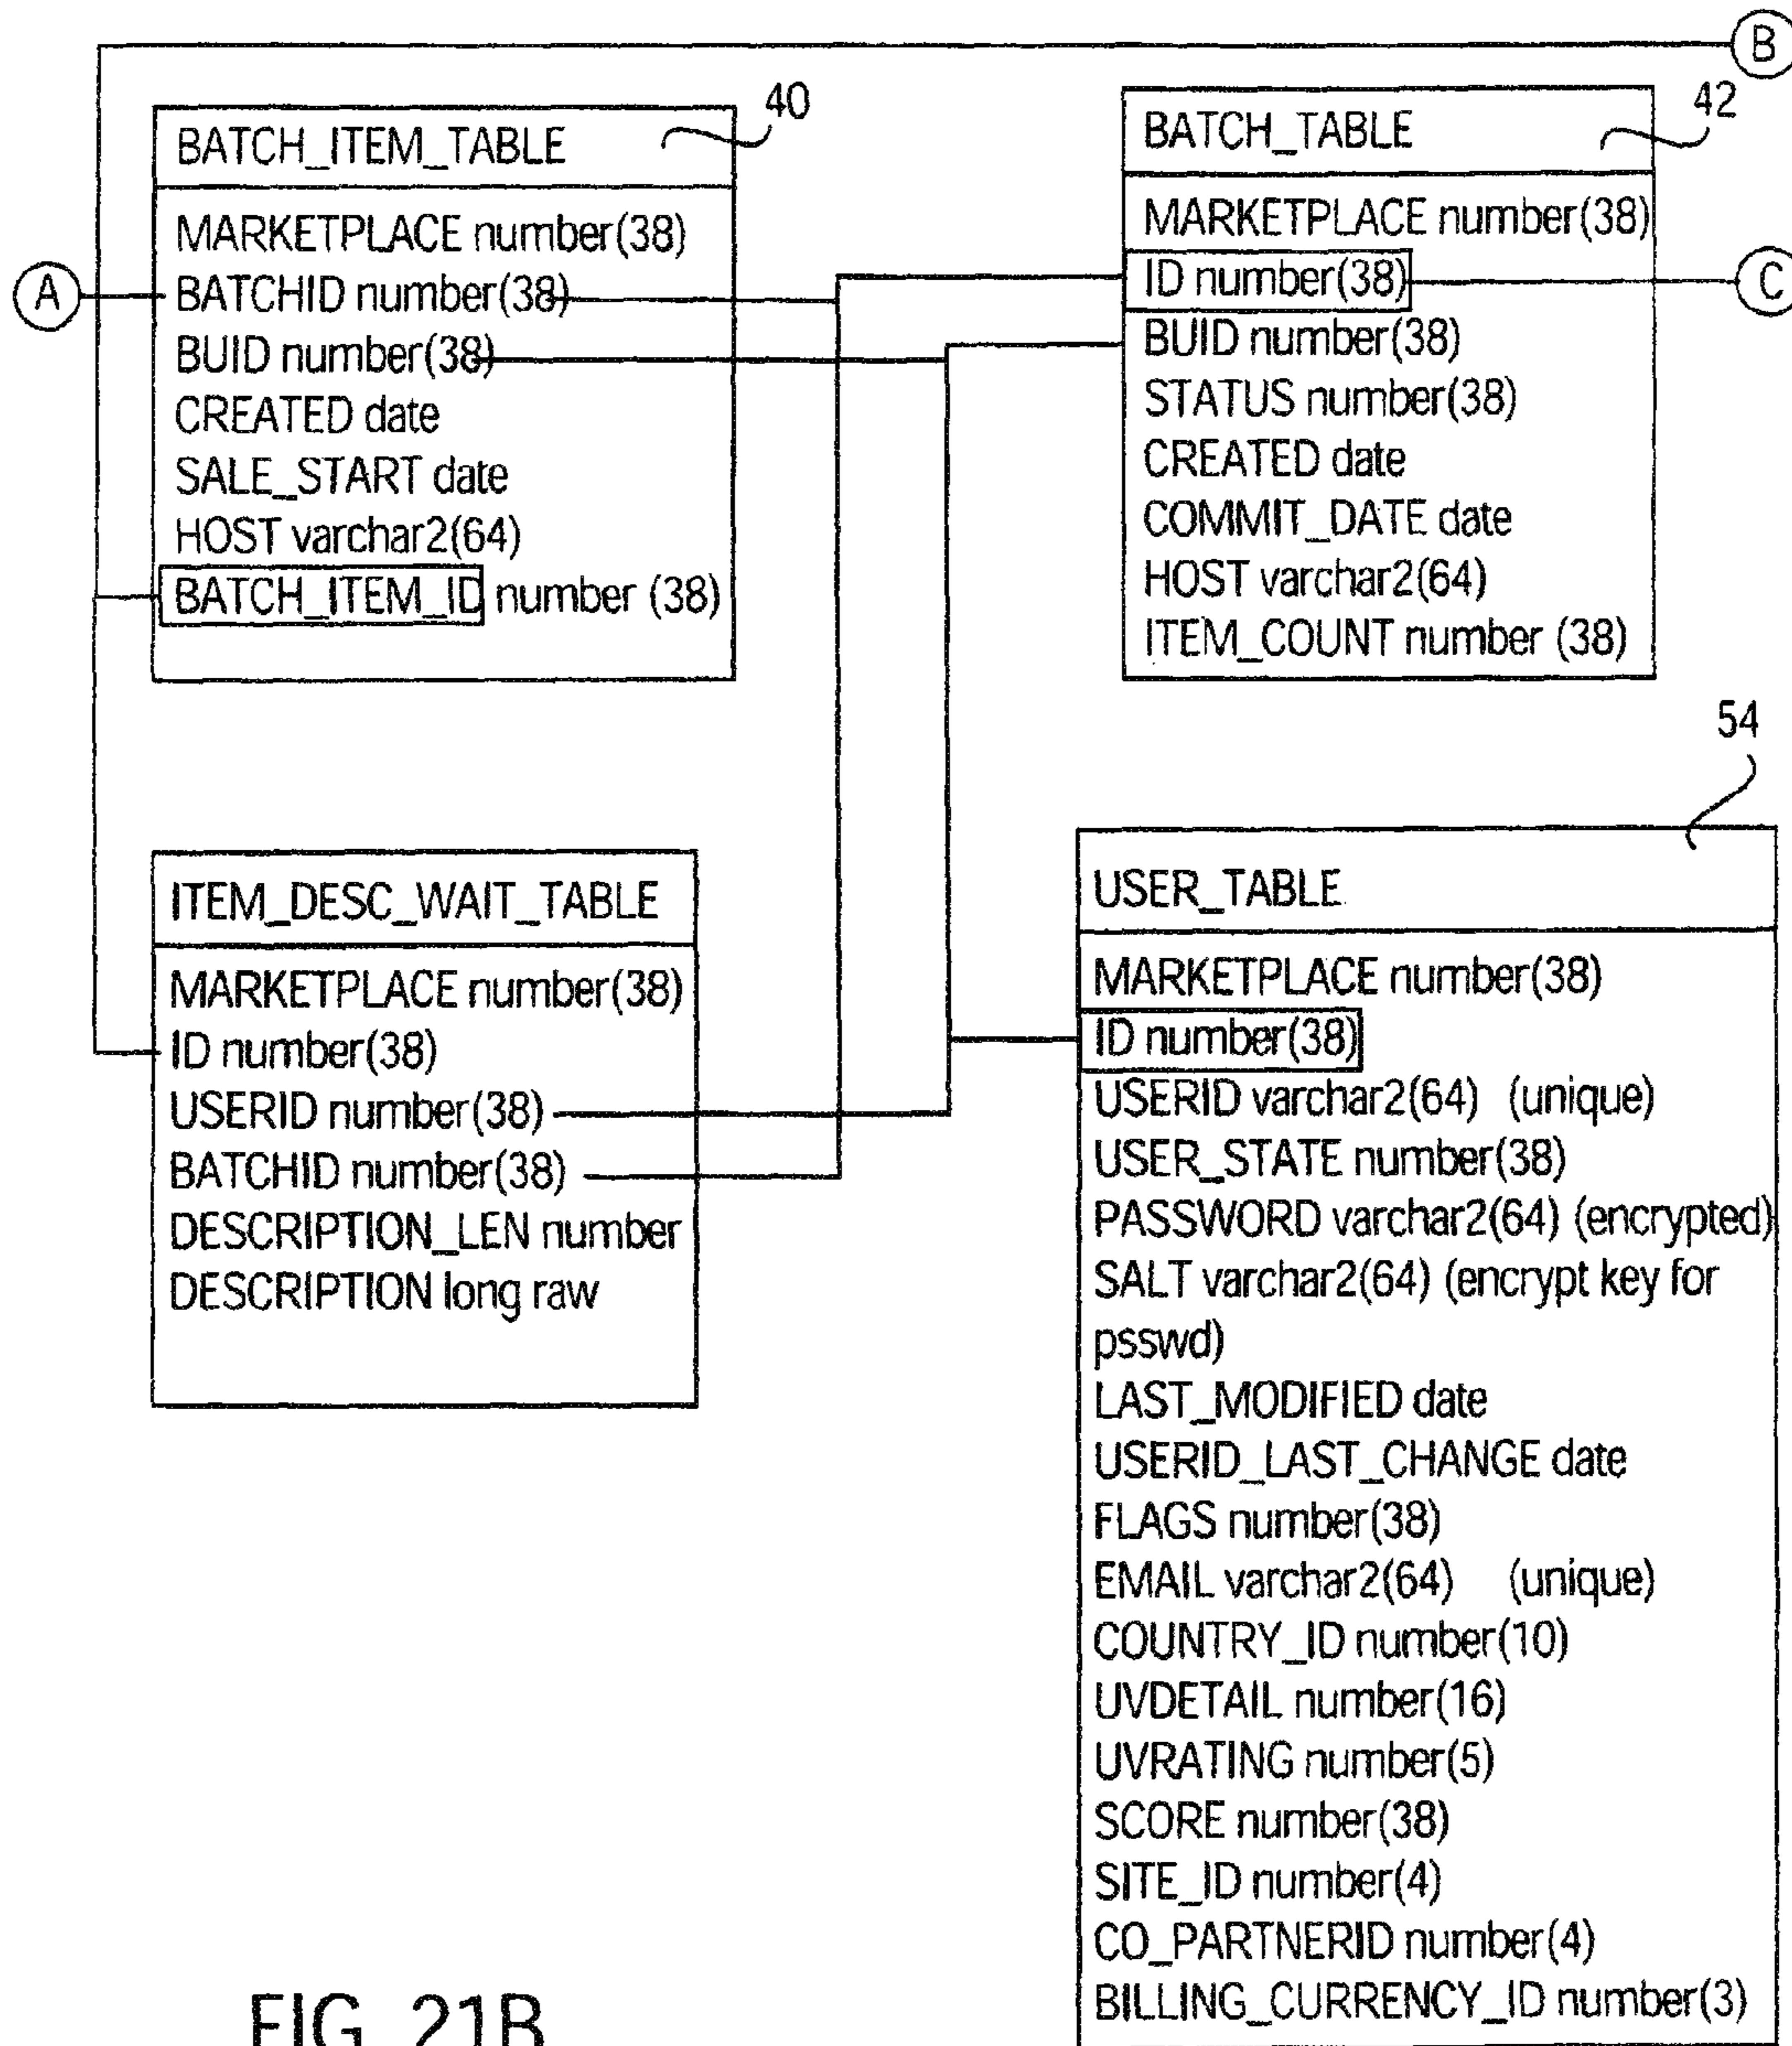 B
40
BATCH_ITEM_TABLE
MARKETPLACE number(38)
A
BATCHID number(38)
BUID number(38)
CREATED date
SALE_START date
HOST varchar2(64)
BATCH_ITEM_ID number (38)
42
BATCH_TABLE
MARKETPLACE number(38)
ID number(38)
C
BUID number(38)
STATUS number(38)
CREATED date
COMMIT_DATE date
HOST varchar2(64)
ITEM_COUNT number (38)
ITEM_DESC_WAIT_TABLE
MARKETPLACE number(38)
ID number(38)
USERID number(38)
BATCHID number(38)
DESCRIPTION_LEN number
DESCRIPTION long raw
54
USER_TABLE
MARKETPLACE number(38)
ID number(38)
USERID varchar2(64) (unique)
USER_STATE number(38)
PASSWORD varchar2(64) (encrypted)
SALT varchar2(64) (encrypt key for
psswd)
LAST_MODIFIED date
USERID_LAST_CHANGE date
FLAGS number(38)
EMAIL varchar2(64) (unique)
COUNTRY_ID number(10)
UVDETAIL number(16)
UVRATING number(5)
SCORE number(38)
SITE_ID number(4)
CO_PARTNERID number(4)
BILLING_CURRENCY_ID number(3)
FIG. 21B